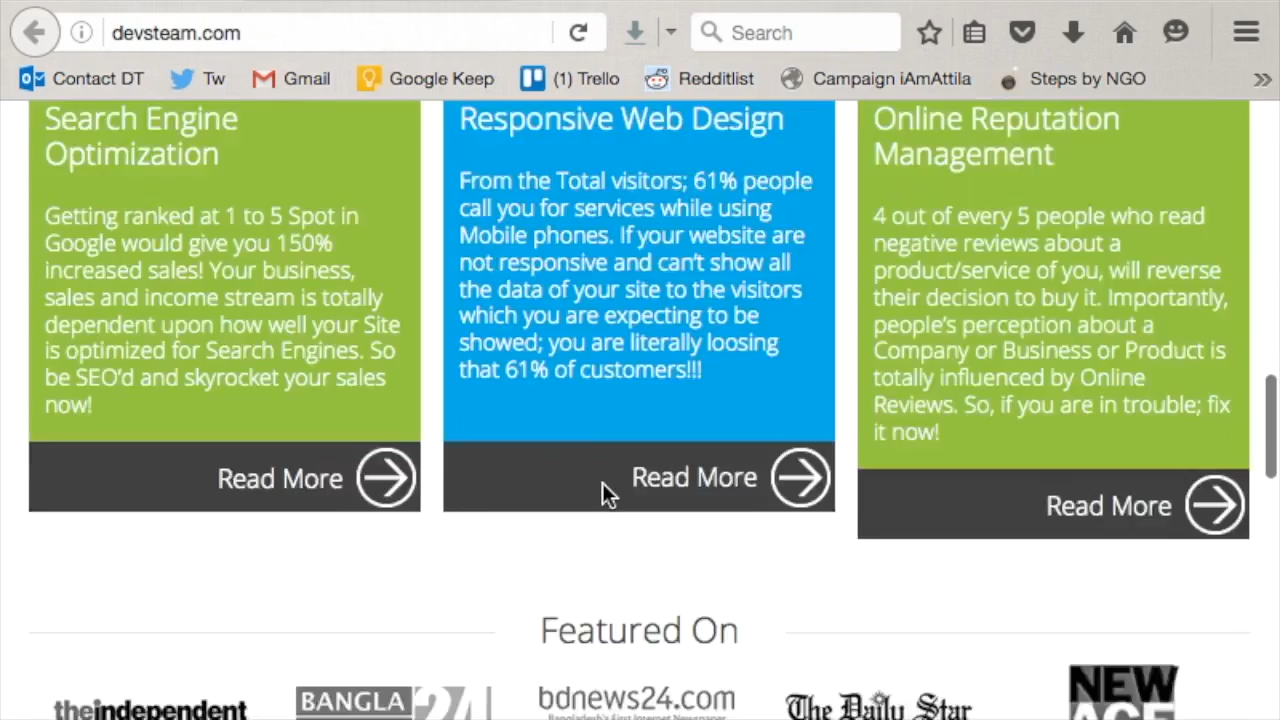 devsteam.com
Search
Contact DT
Tw
Gmail
Google Keep
(1) Trello
Redditlist
Campaign iAmAttila
Steps by NGO
Search Engine
Optimization
Getting ranked at 1 to 5 Spot in
Google would give you 150%
increased sales! Your business,
sales and income stream is totally
dependent upon how well your Site
is optimized for Search Engines. So
be SEO'd and skyrocket your sales
now!
Read More
Responsive Web Design
From the Total visitors; 61% people
call you for services while using
Mobile phones. If your website are
not responsive and can't show all
the data of your site to the visitors
which you are expecting to be
showed; you are literally loosing
that 61% of customers!!!
Read More
Online Reputation
Management
4 out of every 5 people who read
negative reviews about a
product/service of you, will reverse
their decision to buy it. Importantly,
people's perception about a
Company or Business or Product is
totally influenced by Online
Reviews. So, if you are in trouble; fix
it now!
Read More
Featured On
theindependent
BANGLA 24
bdnews24.com
Bangladesh's First Internet Newspaper
The Daily Star
NEW
AGE